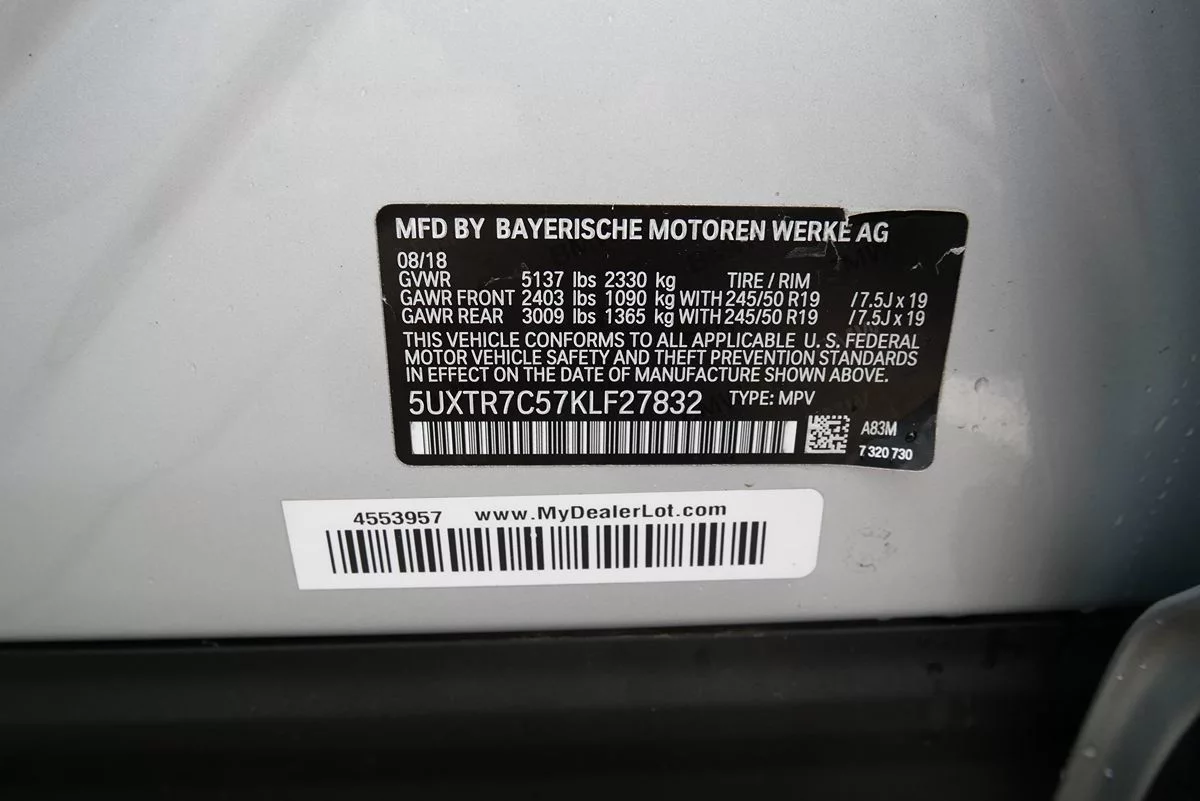 MFD BY BAYERISCHE MOTOREN WERKE AG
08/18
GVWR 5137 lbs 2330 kg TIRE / RIM
GAWR FRONT 2403 lbs 1090 kg WITH 245/50 R19 /7.5J x 19
GAWR REAR 3009 lbs 1365 kg WITH 245/50 R19 /7.5J x 19
THIS VEHICLE CONFORMS TO ALL APPLICABLE U. S. FEDERAL
MOTOR VEHICLE SAFETY AND THEFT PREVENTION STANDARDS
IN EFFECT ON THE DATE OF MANUFACTURE SHOWN ABOVE.
5UXTR7C57KLF27832 TYPE: MPV
A83M
7 320 730
4553957 www.MyDealerLot.com